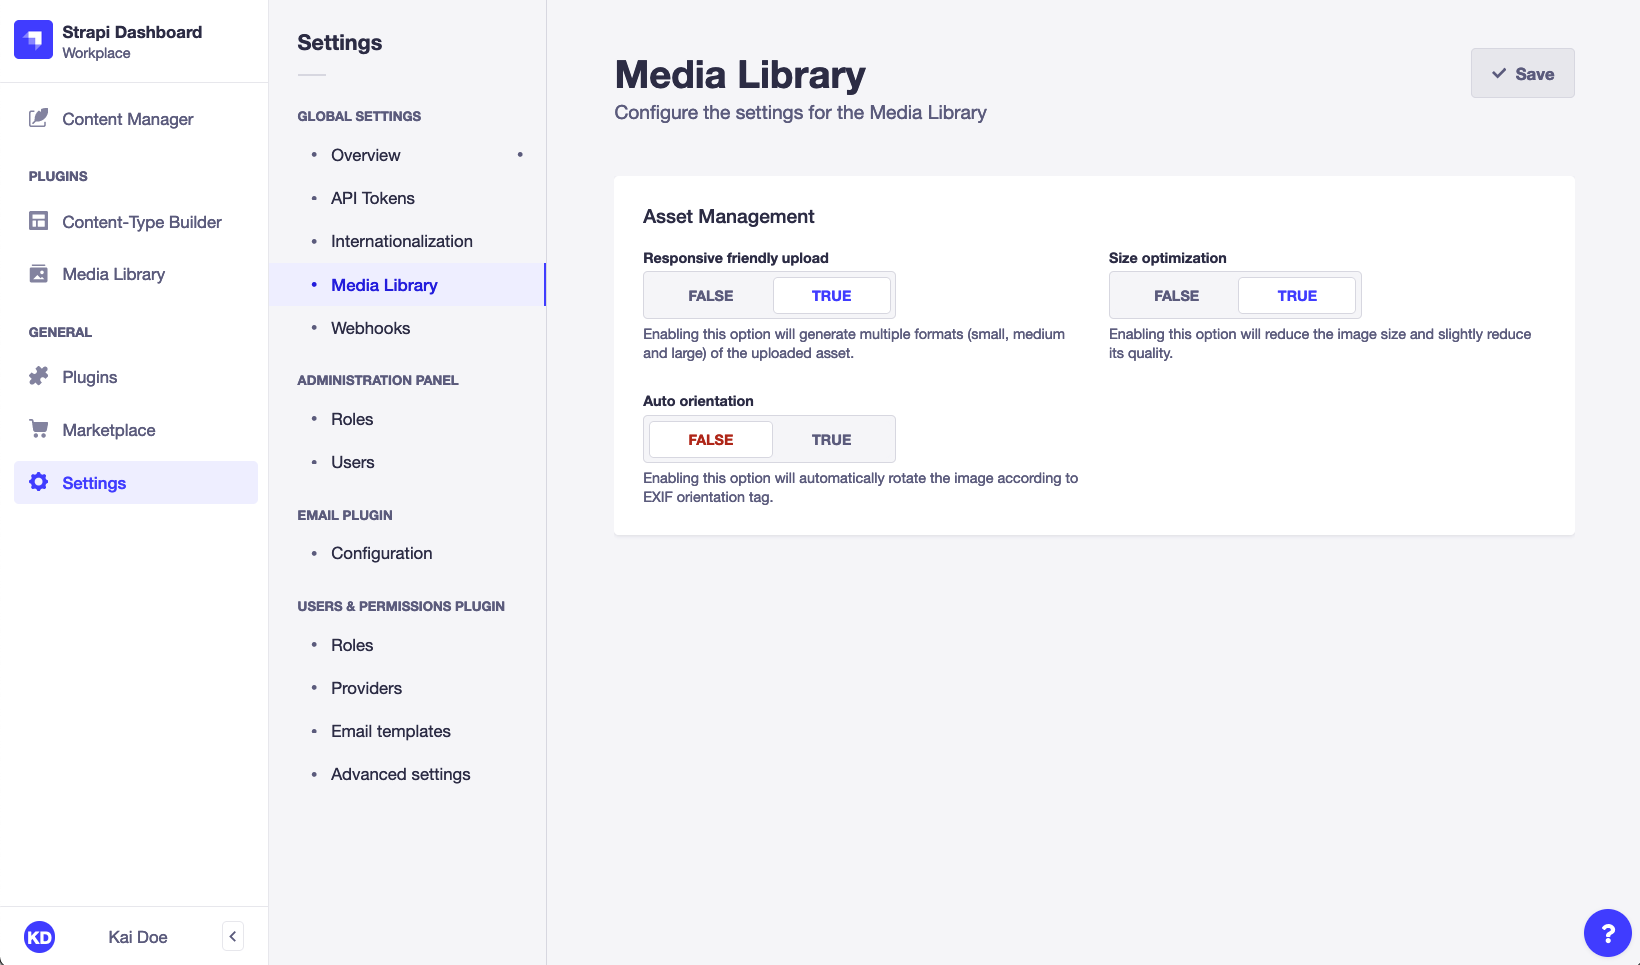 Strapi Dashboard
Workplace
Content Manager
PLUGINS
Content-Type Builder
Media Library
GENERAL
Plugins
Marketplace
Settings
KD
Kai Doe
Settings
GLOBAL SETTINGS
Overview
API Tokens
Internationalization
Media Library
Webhooks
ADMINISTRATION PANEL
Roles
Users
EMAIL PLUGIN
Configuration
USERS & PERMISSIONS PLUGIN
Roles
Providers
Email templates
Advanced settings
Media Library
Configure the settings for the Media Library
Save
Asset Management
Responsive friendly upload
FALSE TRUE
Enabling this option will generate multiple formats (small, medium
and large) of the uploaded asset.
Size optimization
FALSE TRUE
Enabling this option will reduce the image size and slightly reduce
its quality.
Auto orientation
FALSE TRUE
Enabling this option will automatically rotate the image according to
EXIF orientation tag.
?